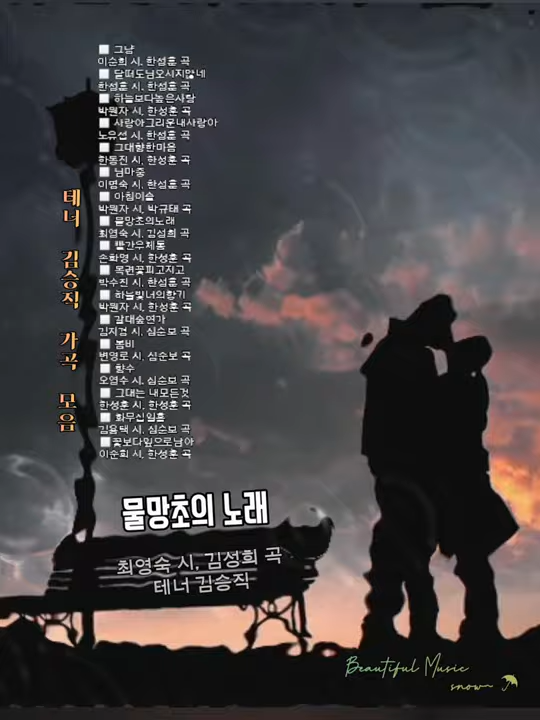 그냥
이순희 시, 한성훈 곡
달떠도님오시지않네
한성훈 시, 한성훈 곡
하늘보다높은사랑
박원자 시, 한성훈 곡
사랑아그리운내사랑아
노유섭 시, 한성훈 곡
그대향한마음
한동진 시, 한성훈 곡
님마중
이명숙 시, 한성훈 곡
아침이슬
박원자 시, 박규태 곡
물망초의노래
최영숙 시, 김성희 곡
빨간우체통
손화영 시, 한성훈 곡
목련꽃피고지고
박수진 시, 한성훈 곡
하늘빛너의향기
박원자 시, 한성훈 곡
갈대숲연가
김지겸 시, 심순보 곡
봄비
변영로 시, 심순보 곡
향수
오영수 시, 심순보 곡
그대는 내모든것
한성훈 시, 한성훈 곡
화무십일홍
김용택 시, 심순보 곡
꽃보다잎으로남아
이순희 시, 한성훈 곡
테너 김승직 가곡 모음
물망초의 노래
최영숙 시, 김성희 곡
테너 김승직
Beautiful Music
snow